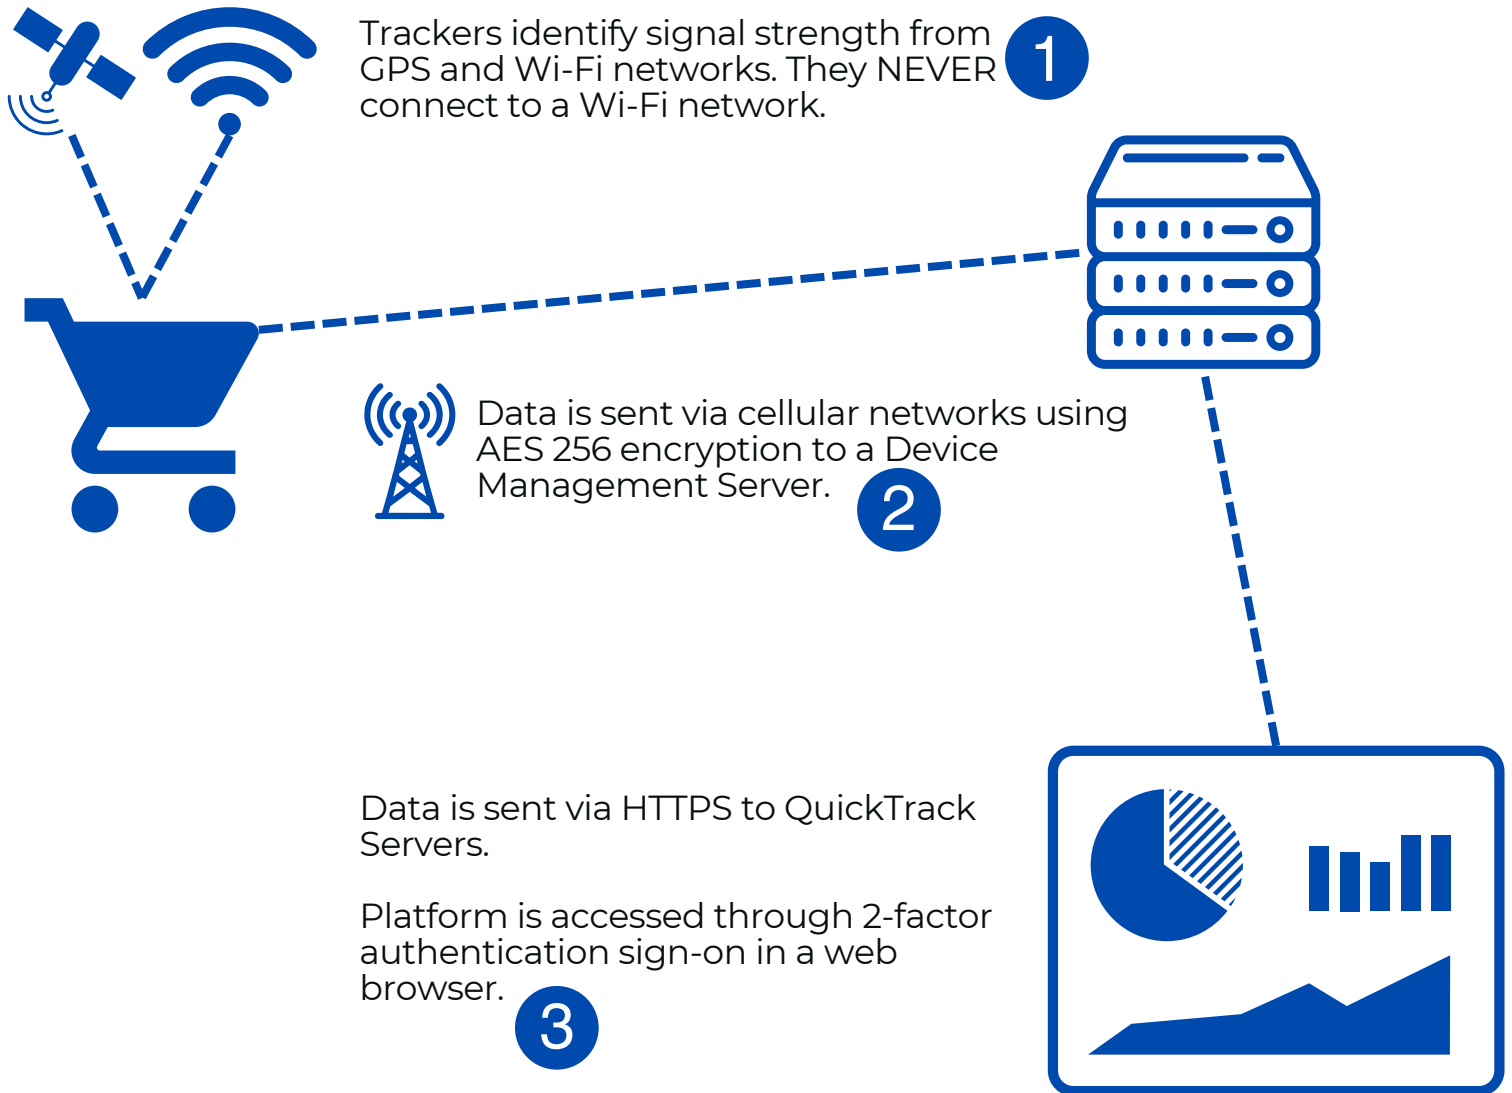 Trackers identify signal strength from
GPS and Wi-Fi networks. They NEVER
connect to a Wi-Fi network.
1
Data is sent via cellular networks using
AES 256 encryption to a Device
Management Server.
2
Data is sent via HTTPS to QuickTrack
Servers.
Platform is accessed through 2-factor
authentication sign-on in a web
browser.
3